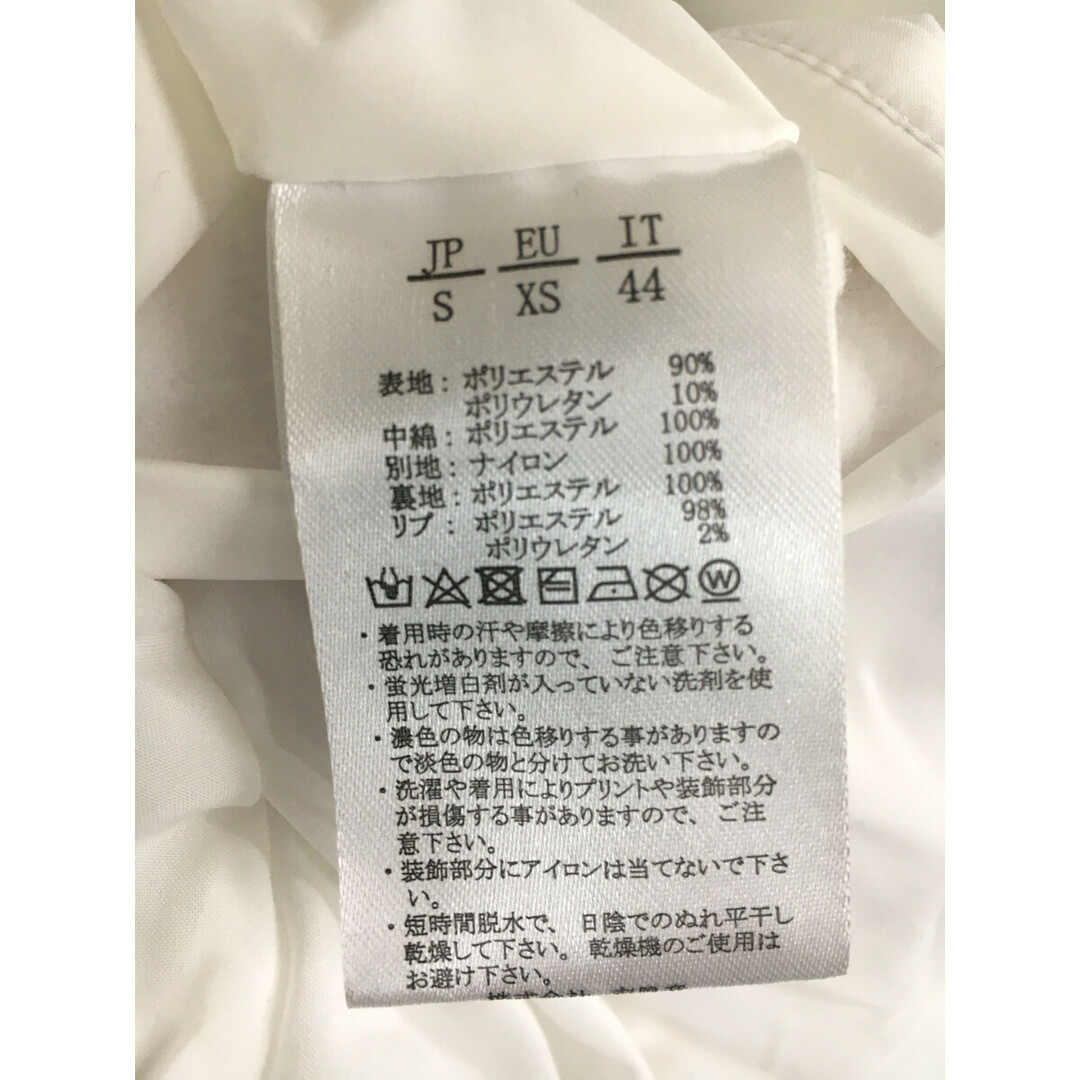 JP EU IT
S XS 44
表地：ポリエステル 90%
ポリウレタン 10%
中綿：ポリエステル 100%
別地：ナイロン 100%
裏地：ポリエステル 100%
リブ：ポリエステル 98%
ポリウレタン 2%
W
・着用時の汗や摩擦により色移りする
恐れがありますので、ご注意下さい。
・蛍光増白剤が入っていない洗剤を使
用して下さい。
・濃色の物は色移りする事がありますの
で淡色の物と分けてお洗い下さい。
・洗濯や着用によりプリントや装飾部分
が損傷する事がありますので、ご注
意下さい。
・装飾部分にアイロンは当てないで下さ
い。
・短時間脱水で、日陰でのぬれ平干し
乾燥して下さい。乾燥機のご使用は
お避け下さい。
株式会社